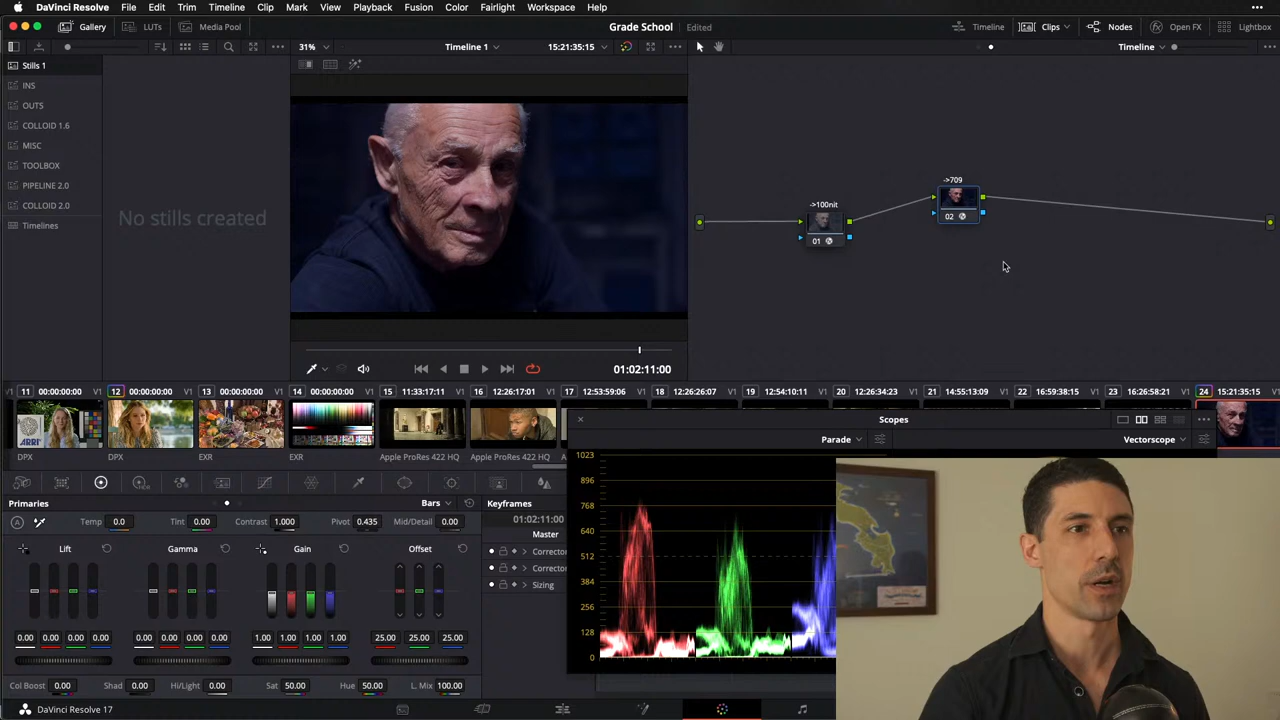 DaVinci Resolve File Edit Trim Timeline Clip Mark View Playback Fusion Color Fairlight Workspace Help
Gallery LUTs Media Pool Grade School Edited Timeline Clips Nodes Open FX Lightbox
31% Timeline 1 15:21:35:15 Timeline
Stills 1
INS
OUTS
COLLOID 1.6
MISC
TOOLBOX
PIPELINE 2.0
COLLOID 2.0
Timelines
No stills created
->709
02
->100nit
01
01:02:11:00
11 00:00:00:00 V1 12 00:00:00:00 V1 13 00:00:00:00 V1 14 00:00:00:00 V1 15 11:33:17:11 V1 16 12:26:17:01 V1 17 12:53:59:06 V1 18 12:26:26:07 V1 19 12:54:10:11 V1 20 12:26:34:23 V1 21 14:55:13:09 V1 22 16:59:38:15 V1 23 16:26:58:21 V1 24 15:21:35:15
ARRI
DPX DPX EXR EXR Apple ProRes 422 HQ Apple ProRes 422 HQ
Scopes
Parade Vectorscope
1023
896
768
640
512
384
256
128
0
Primaries Bars Keyframes
Temp 0.0 Tint 0.00 Contrast 1.000 Pivot 0.435 Mid/Detail 0.00
01:02:11:00
Master
Corrector
Corrector
Sizing
Lift Gamma Gain Offset
0.00 0.00 0.00 0.00 0.00 0.00 0.00 0.00 1.00 1.00 1.00 1.00 25.00 25.00 25.00
Col Boost 0.00 Shad 0.00 Hi/Light 0.00 Sat 50.00 Hue 50.00 L. Mix 100.00
DaVinci Resolve 17